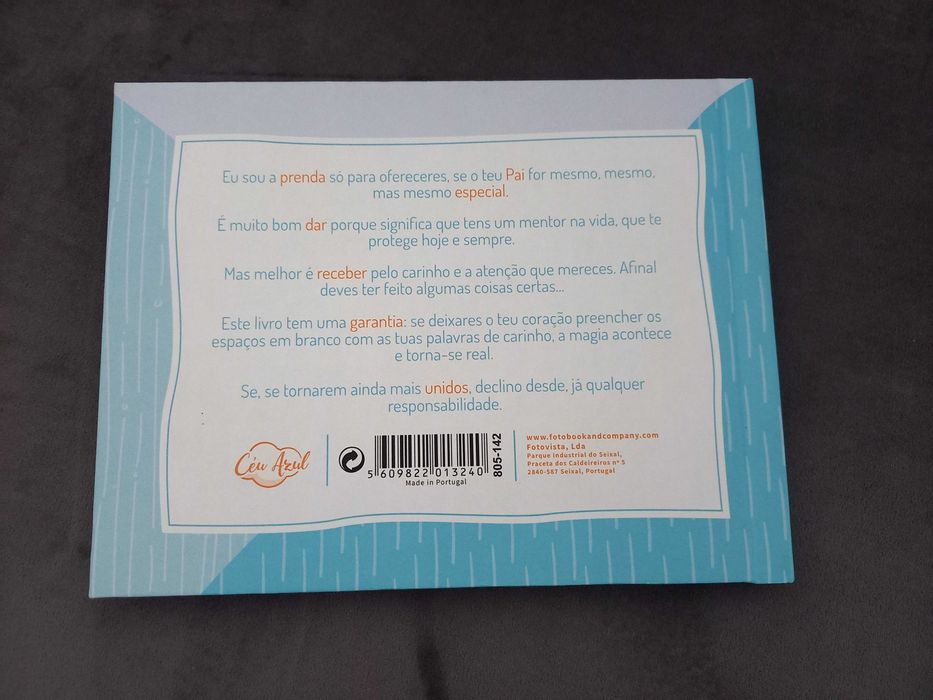 Eu sou a prenda só para ofereceres, se o teu Pai for mesmo, mesmo,
mas mesmo especial.
É muito bom dar porque significa que tens um mentor na vida, que te
protege hoje e sempre.
Mas melhor é receber pelo carinho e a atenção que mereces. Afinal
deves ter feito algumas coisas certas...
Este livro tem uma garantia: se deixares o teu coração preencher os
espaços em branco com as tuas palavras de carinho, a magia acontece
e torna-se real.
Se, se tornarem ainda mais unidos, declino desde, já qualquer
responsabilidade.
Céu Azul
5 609822 013240
Made in Portugal
805-142
www.fotobookandcompany.com
Fotovista, Lda
Parque Industrial do Seixal,
Praceta dos Caldeireiros nº 5
2840-587 Seixal, Portugal